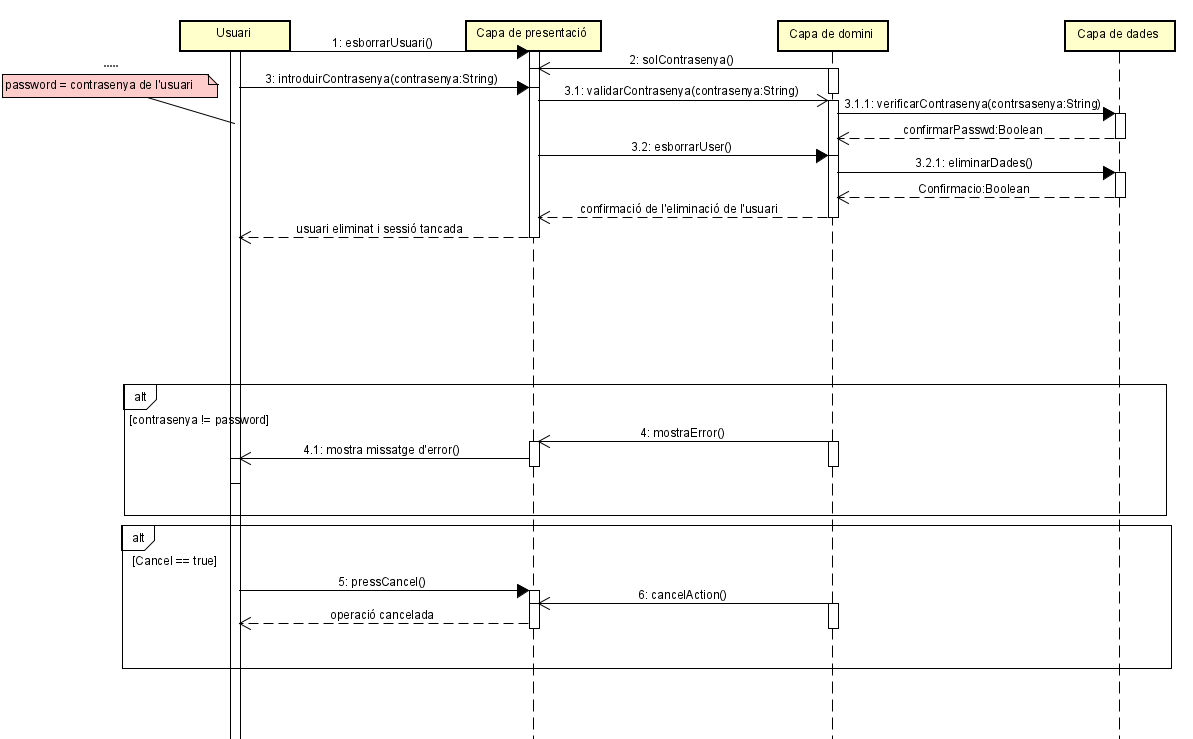 Usuari
Capa de presentació
Capa de domini
Capa de dades
1: esborrarUsuari()
2: solContrasenya()
.....
password = contrasenya de l'usuari
3: introduirContrasenya(contrasenya:String)
3.1: validarContrasenya(contrasenya:String)
3.1.1: verificarContrasenya(contrsasenya:String)
confirmarPasswd:Boolean
3.2: esborrarUser()
3.2.1: eliminarDades()
Confirmacio:Boolean
confirmació de l'eliminació de l'usuari
usuari eliminat i sessió tancada
alt
[contrasenya != password]
4: mostraError()
4.1: mostra missatge d'error()
alt
[Cancel == true]
5: pressCancel()
6: cancelAction()
operació cancelada